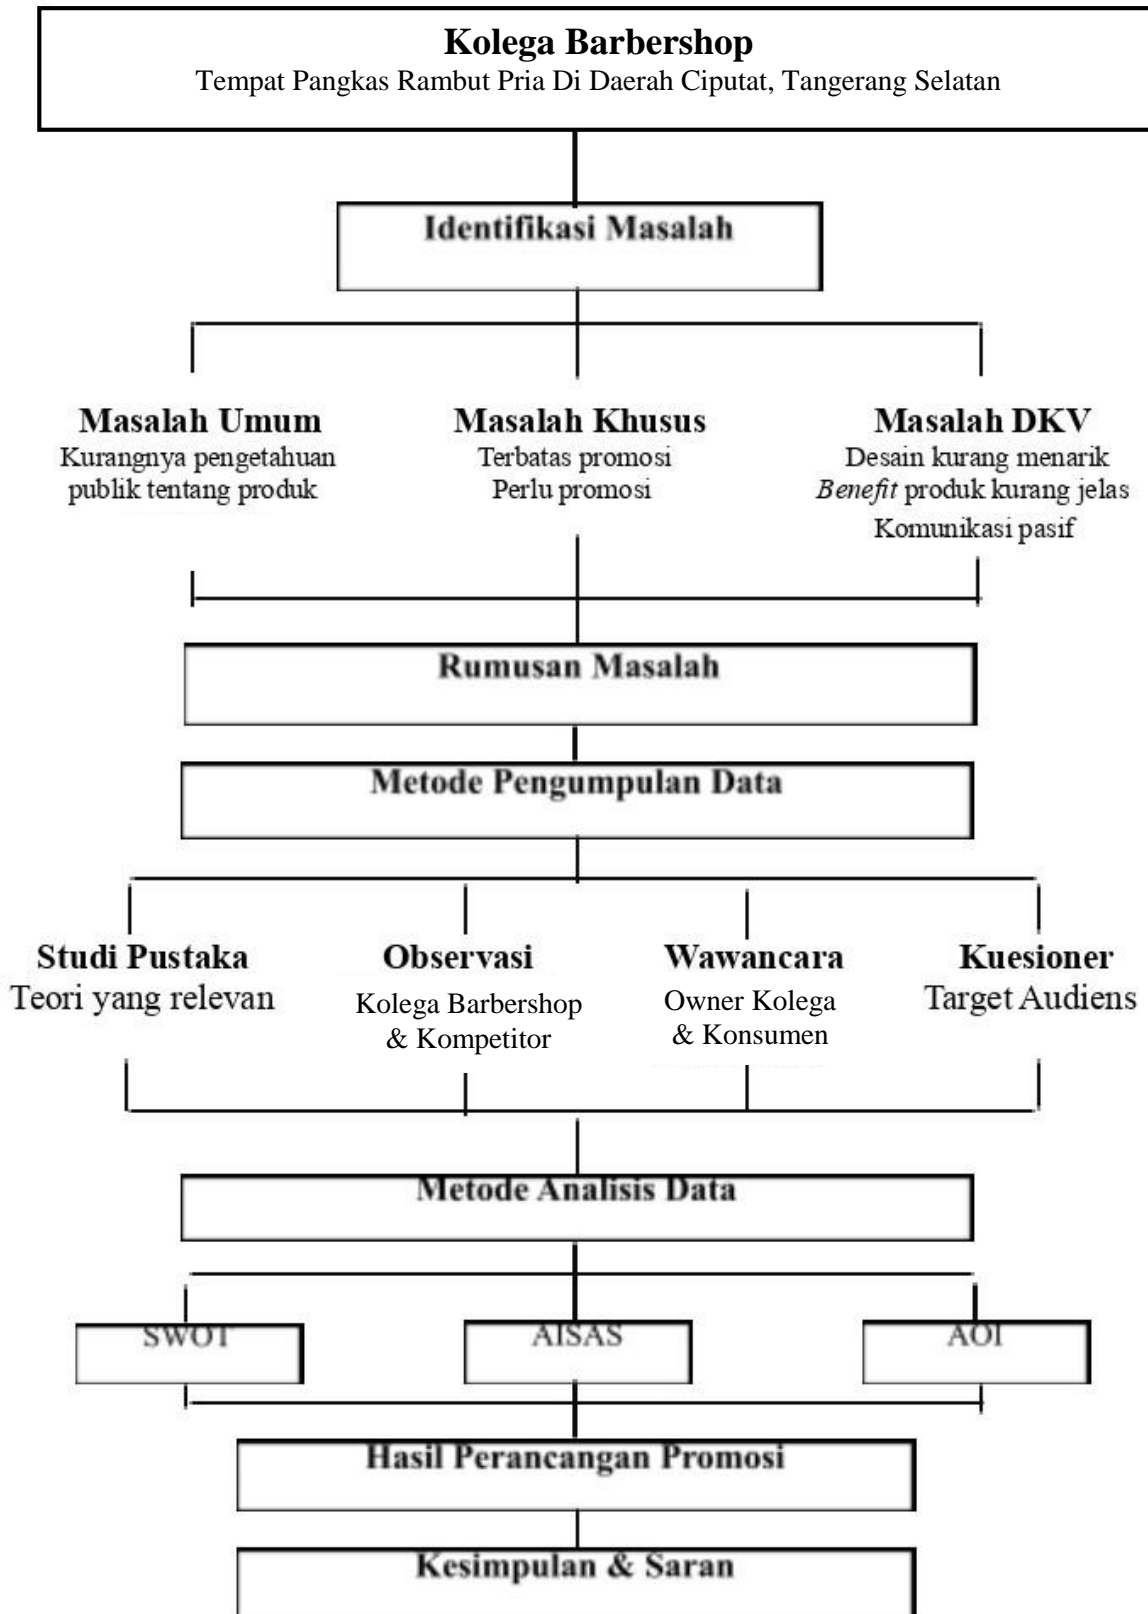 Kolega Barbershop
Tempat Pangkas Rambut Pria Di Daerah Ciputat, Tangerang Selatan
Identifikasi Masalah
Masalah Umum
Kurangnya pengetahuan
publik tentang produk
Masalah Khusus
Terbatas promosi
Perlu promosi
Masalah DKV
Desain kurang menarik
Benefit produk kurang jelas
Komunikasi pasif
Rumusan Masalah
Metode Pengumpulan Data
Studi Pustaka
Teori yang relevan
Observasi
Kolega Barbershop
& Kompetitor
Wawancara
Owner Kolega
& Konsumen
Kuesioner
Target Audiens
Metode Analisis Data
SWOT
AISAS
AOI
Hasil Perancangan Promosi
Kesimpulan & Saran